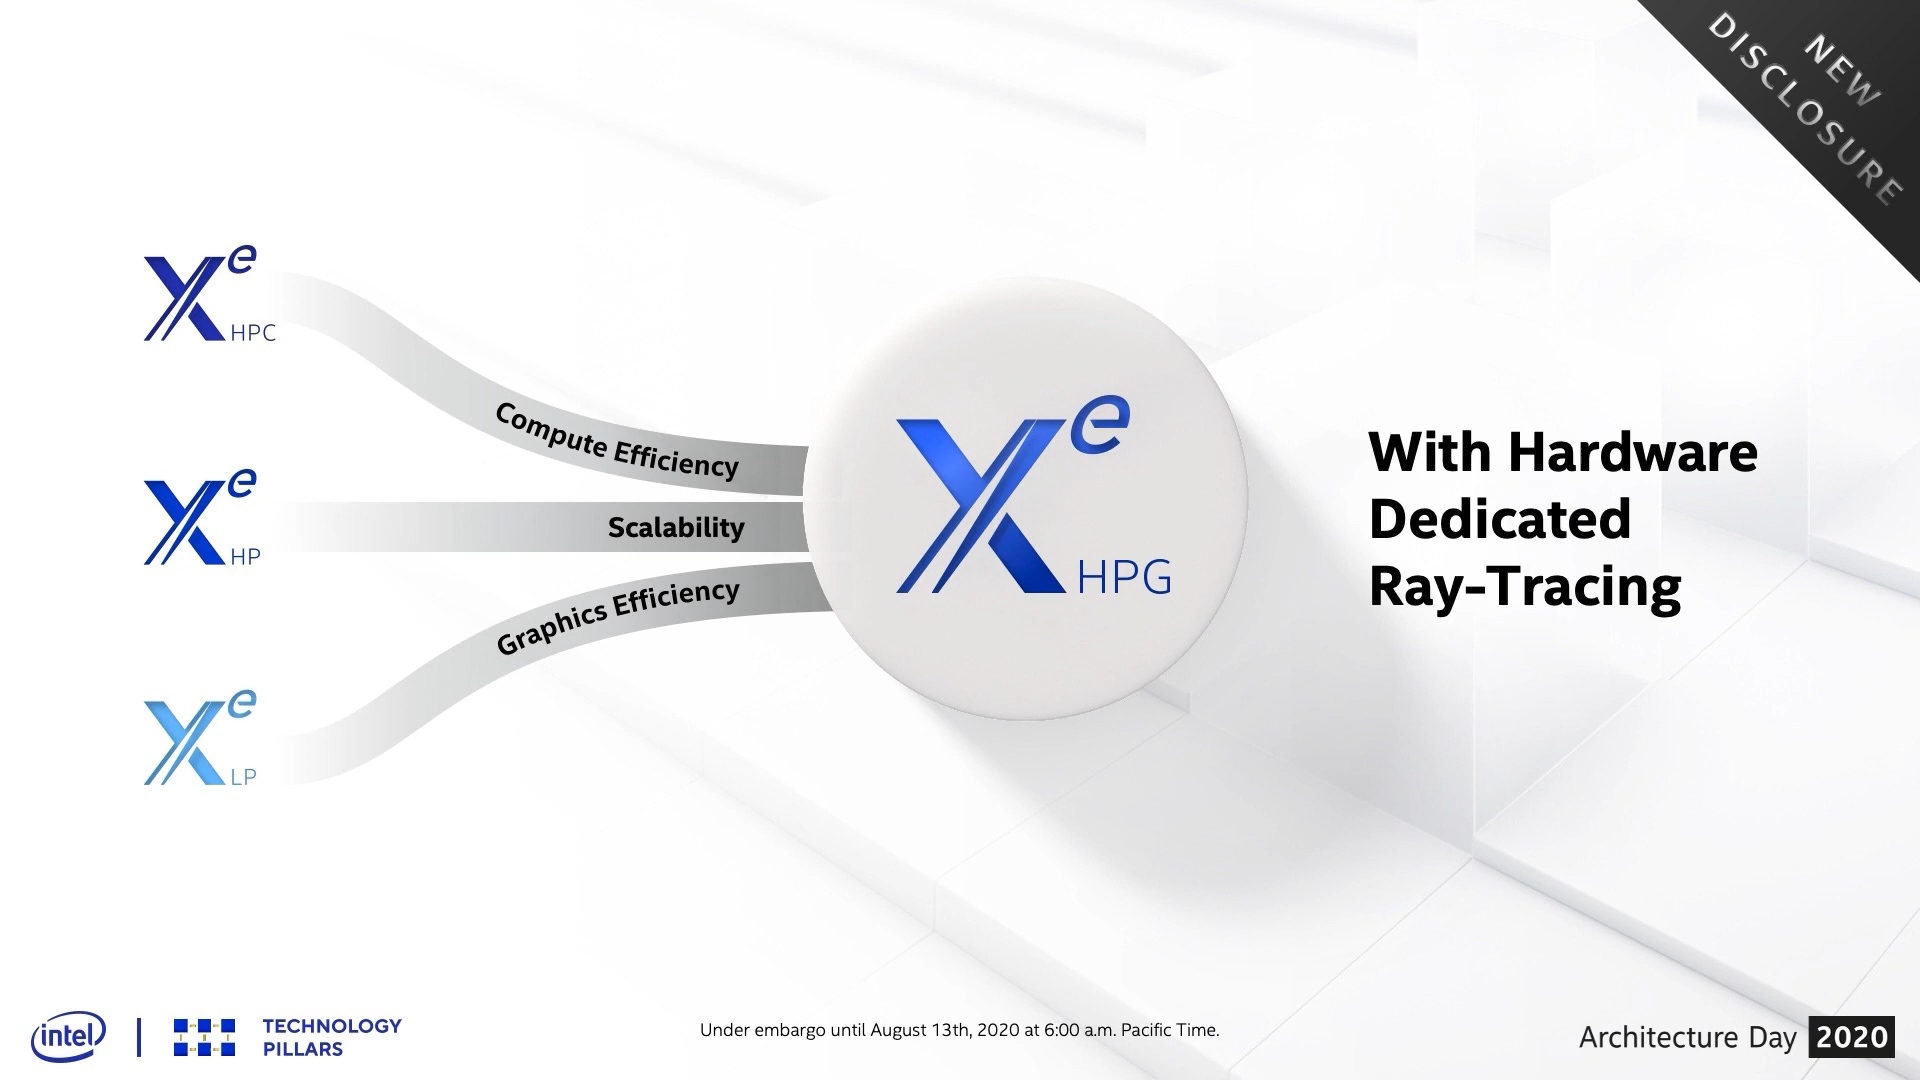 NEW
DISCLOSURE
Xe HPC
Compute Efficiency
Xe HP
Scalability
Xe LP
Graphics Efficiency
Xe HPG
With Hardware
Dedicated
Ray-Tracing
intel
TECHNOLOGY
PILLARS
Under embargo until August 13th, 2020 at 6:00 a.m. Pacific Time.
Architecture Day 2020